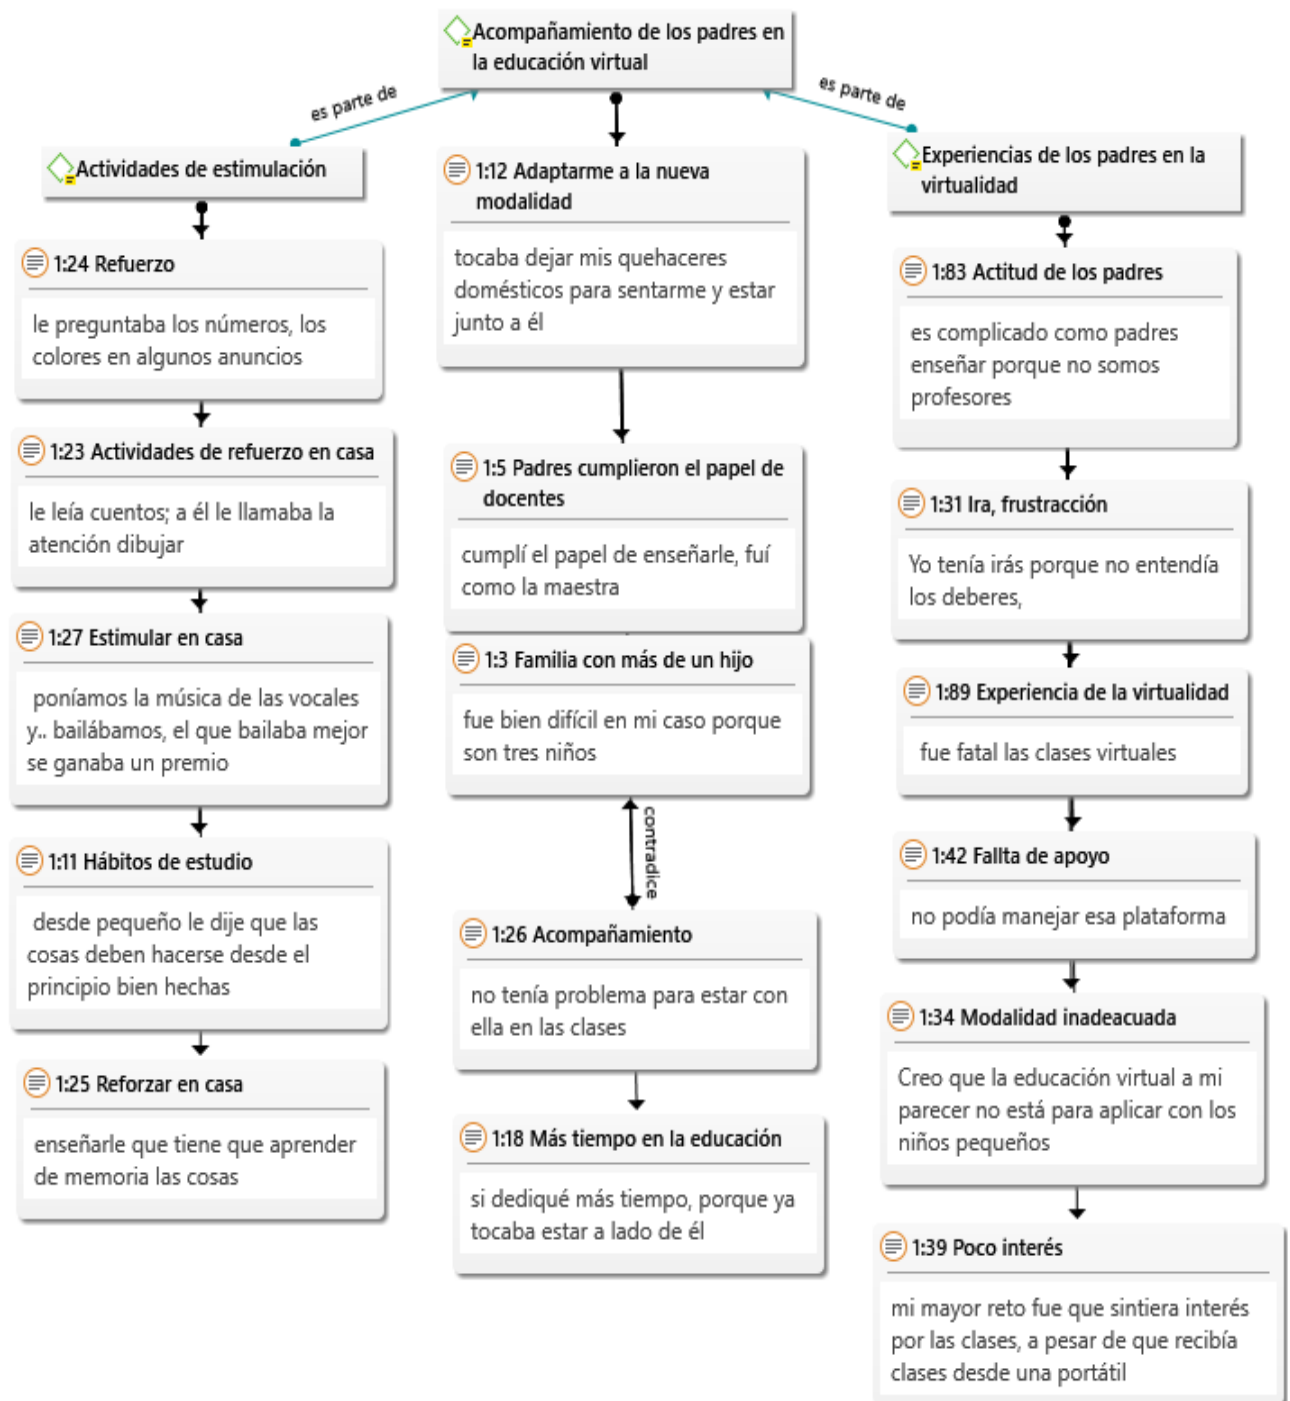 Acompañamiento de los padres en
la educación virtual
es parte de
es parte de
Actividades de estimulación
1:24 Refuerzo
le preguntaba los números, los
colores en algunos anuncios
1:23 Actividades de refuerzo en casa
le leía cuentos; a él le llamaba la
atención dibujar
1:27 Estimular en casa
poníamos la música de las vocales
y.. bailábamos, el que bailaba mejor
se ganaba un premio
1:11 Hábitos de estudio
desde pequeño le dije que las
cosas deben hacerse desde el
principio bien hechas
1:25 Reforzar en casa
enseñarle que tiene que aprender
de memoria las cosas
1:12 Adaptarme a la nueva
modalidad
tocaba dejar mis quehaceres
domésticos para sentarme y estar
junto a él
1:5 Padres cumplieron el papel de
docentes
cumplí el papel de enseñarle, fuí
como la maestra
1:3 Familia con más de un hijo
fue bien difícil en mi caso porque
son tres niños
contradice
1:26 Acompañamiento
no tenía problema para estar con
ella en las clases
1:18 Más tiempo en la educación
si dediqué más tiempo, porque ya
tocaba estar a lado de él
Experiencias de los padres en la
virtualidad
1:83 Actitud de los padres
es complicado como padres
enseñar porque no somos
profesores
1:31 Ira, frustracción
Yo tenía irás porque no entendía
los deberes,
1:89 Experiencia de la virtualidad
fue fatal las clases virtuales
1:42 Fallta de apoyo
no podía manejar esa plataforma
1:34 Modalidad inadeacuada
Creo que la educación virtual a mi
parecer no está para aplicar con los
niños pequeños
1:39 Poco interés
mi mayor reto fue que sintiera interés
por las clases, a pesar de que recibía
clases desde una portátil